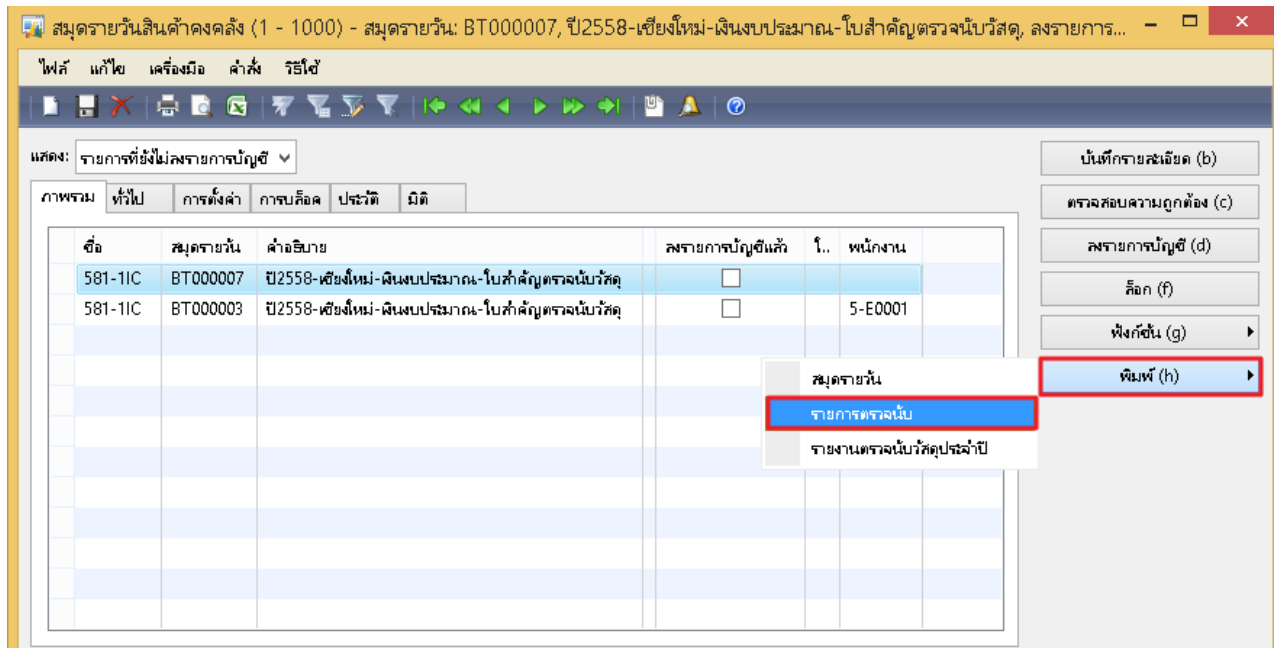 สมุดรายวันสินค้าคงคลัง (1 - 1000) - สมุดรายวัน: BT000007, ปี2558-เชียงใหม่-เงินงบประมาณ-ใบสำคัญตรวจนับวัสดุ, ลงรายการ...
ไฟล์ แก้ไข เครื่องมือ คำสั่ง วิธีใช้
แสดง: รายการที่ยังไม่ลงรายการบัญชี
บันทึกรายละเอียด (b)
ภาพรวม ทั่วไป การตั้งค่า การบล็อค ประวัติ มิติ
ตรวจสอบความถูกต้อง (c)
ชื่อ สมุดรายวัน คำอธิบาย ลงรายการบัญชีแล้ว ใ.. พนักงาน
ลงรายการบัญชี (d)
581-1IC BT000007 ปี2558-เชียงใหม่-เงินงบประมาณ-ใบสำคัญตรวจนับวัสดุ
ล็อก (f)
581-1IC BT000003 ปี2558-เชียงใหม่-เงินงบประมาณ-ใบสำคัญตรวจนับวัสดุ 5-E0001
ฟังก์ชัน (g)
พิมพ์ (h)
สมุดรายวัน
รายการตรวจนับ
รายงานตรวจนับวัสดุประจำปี